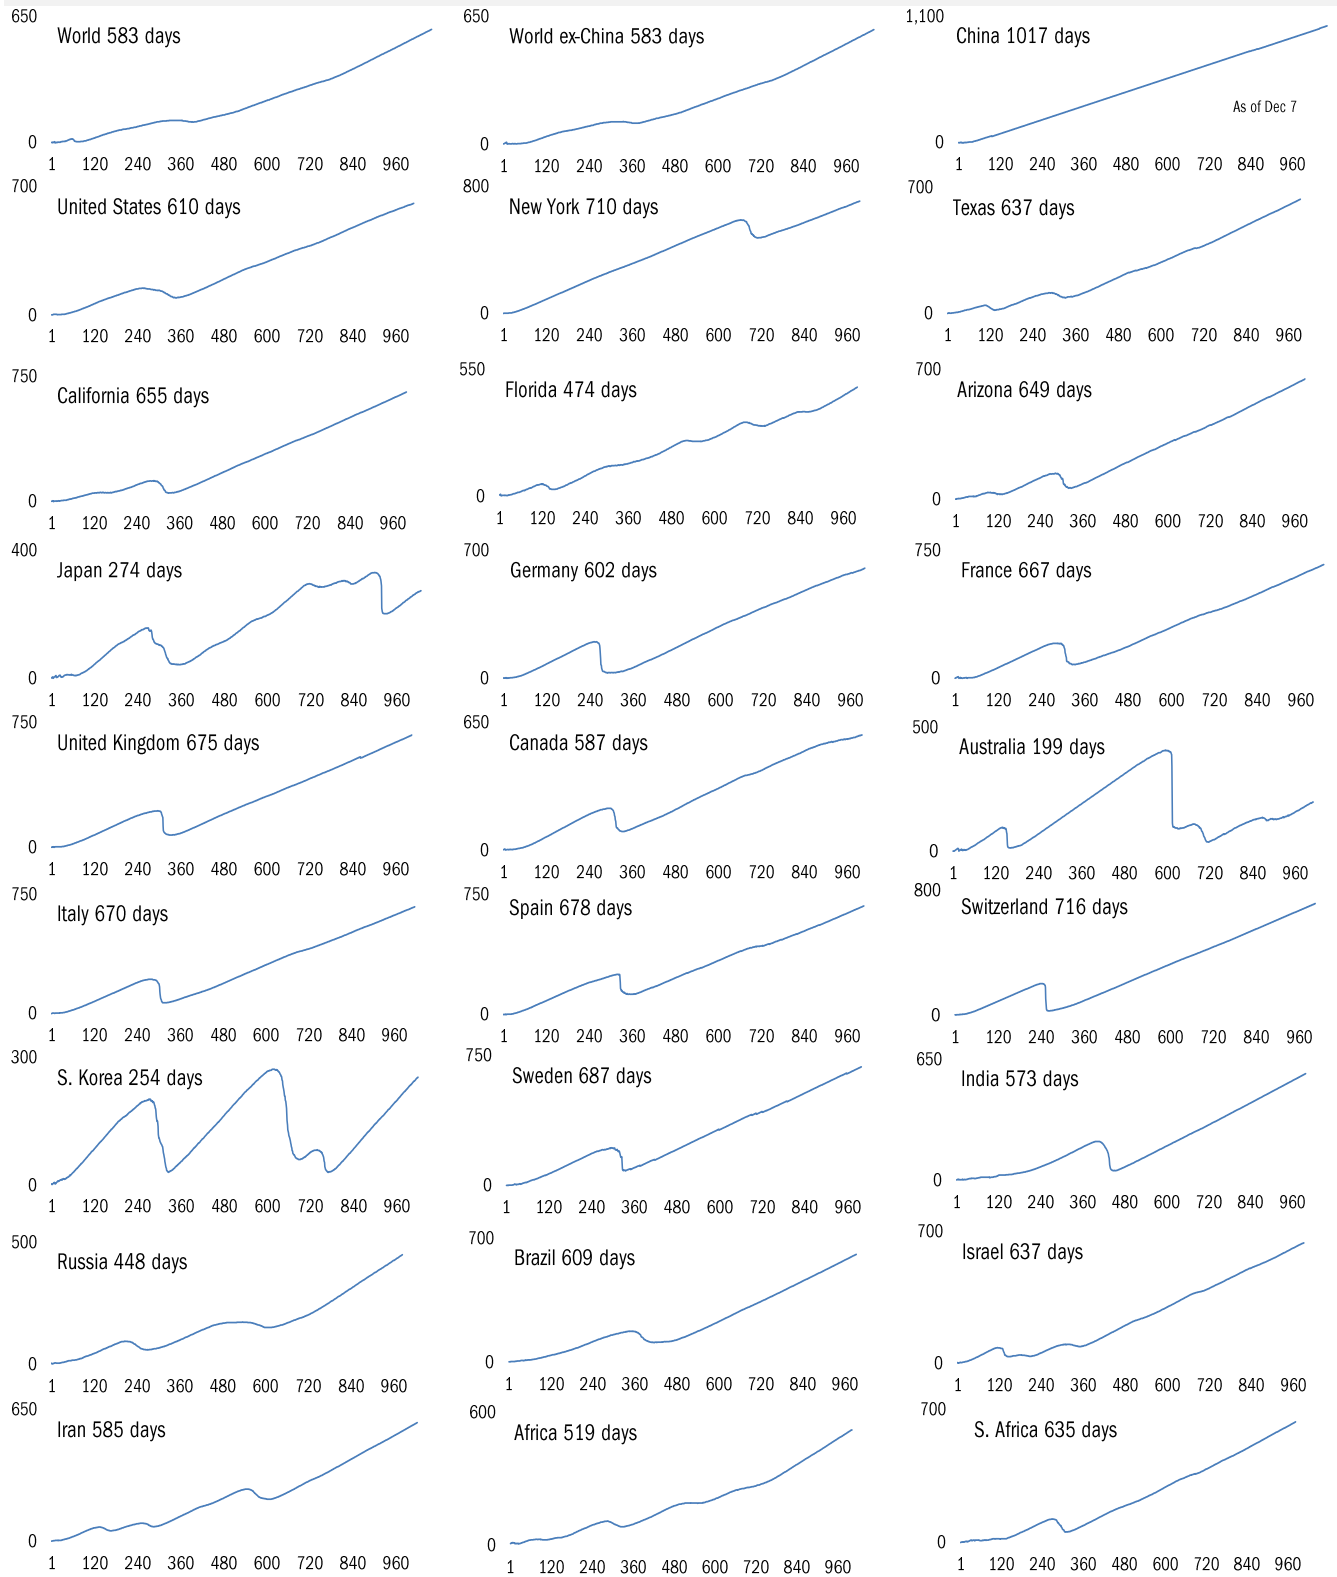 650
World 583 days
0
1 120 240 360 480 600 720 840 960
650
World ex-China 583 days
0
1 120 240 360 480 600 720 840 960
1,100
China 1017 days
As of Dec 7
0
1 120 240 360 480 600 720 840 960
700
United States 610 days
0
1 120 240 360 480 600 720 840 960
800
New York 710 days
0
1 120 240 360 480 600 720 840 960
700
Texas 637 days
0
1 120 240 360 480 600 720 840 960
750
California 655 days
0
1 120 240 360 480 600 720 840 960
550
Florida 474 days
0
1 120 240 360 480 600 720 840 960
700
Arizona 649 days
0
1 120 240 360 480 600 720 840 960
400
Japan 274 days
0
1 120 240 360 480 600 720 840 960
700
Germany 602 days
0
1 120 240 360 480 600 720 840 960
750
France 667 days
0
1 120 240 360 480 600 720 840 960
750
United Kingdom 675 days
0
1 120 240 360 480 600 720 840 960
650
Canada 587 days
0
1 120 240 360 480 600 720 840 960
500
Australia 199 days
0
1 120 240 360 480 600 720 840 960
750
Italy 670 days
0
1 120 240 360 480 600 720 840 960
750
Spain 678 days
0
1 120 240 360 480 600 720 840 960
800
Switzerland 716 days
0
1 120 240 360 480 600 720 840 960
300
S. Korea 254 days
0
1 120 240 360 480 600 720 840 960
750
Sweden 687 days
0
1 120 240 360 480 600 720 840 960
650
India 573 days
0
1 120 240 360 480 600 720 840 960
500
Russia 448 days
0
1 120 240 360 480 600 720 840 960
700
Brazil 609 days
0
1 120 240 360 480 600 720 840 960
700
Israel 637 days
0
1 120 240 360 480 600 720 840 960
650
Iran 585 days
0
1 120 240 360 480 600 720 840 960
600
Africa 519 days
0
1 120 240 360 480 600 720 840 960
700
S. Africa 635 days
0
1 120 240 360 480 600 720 840 960